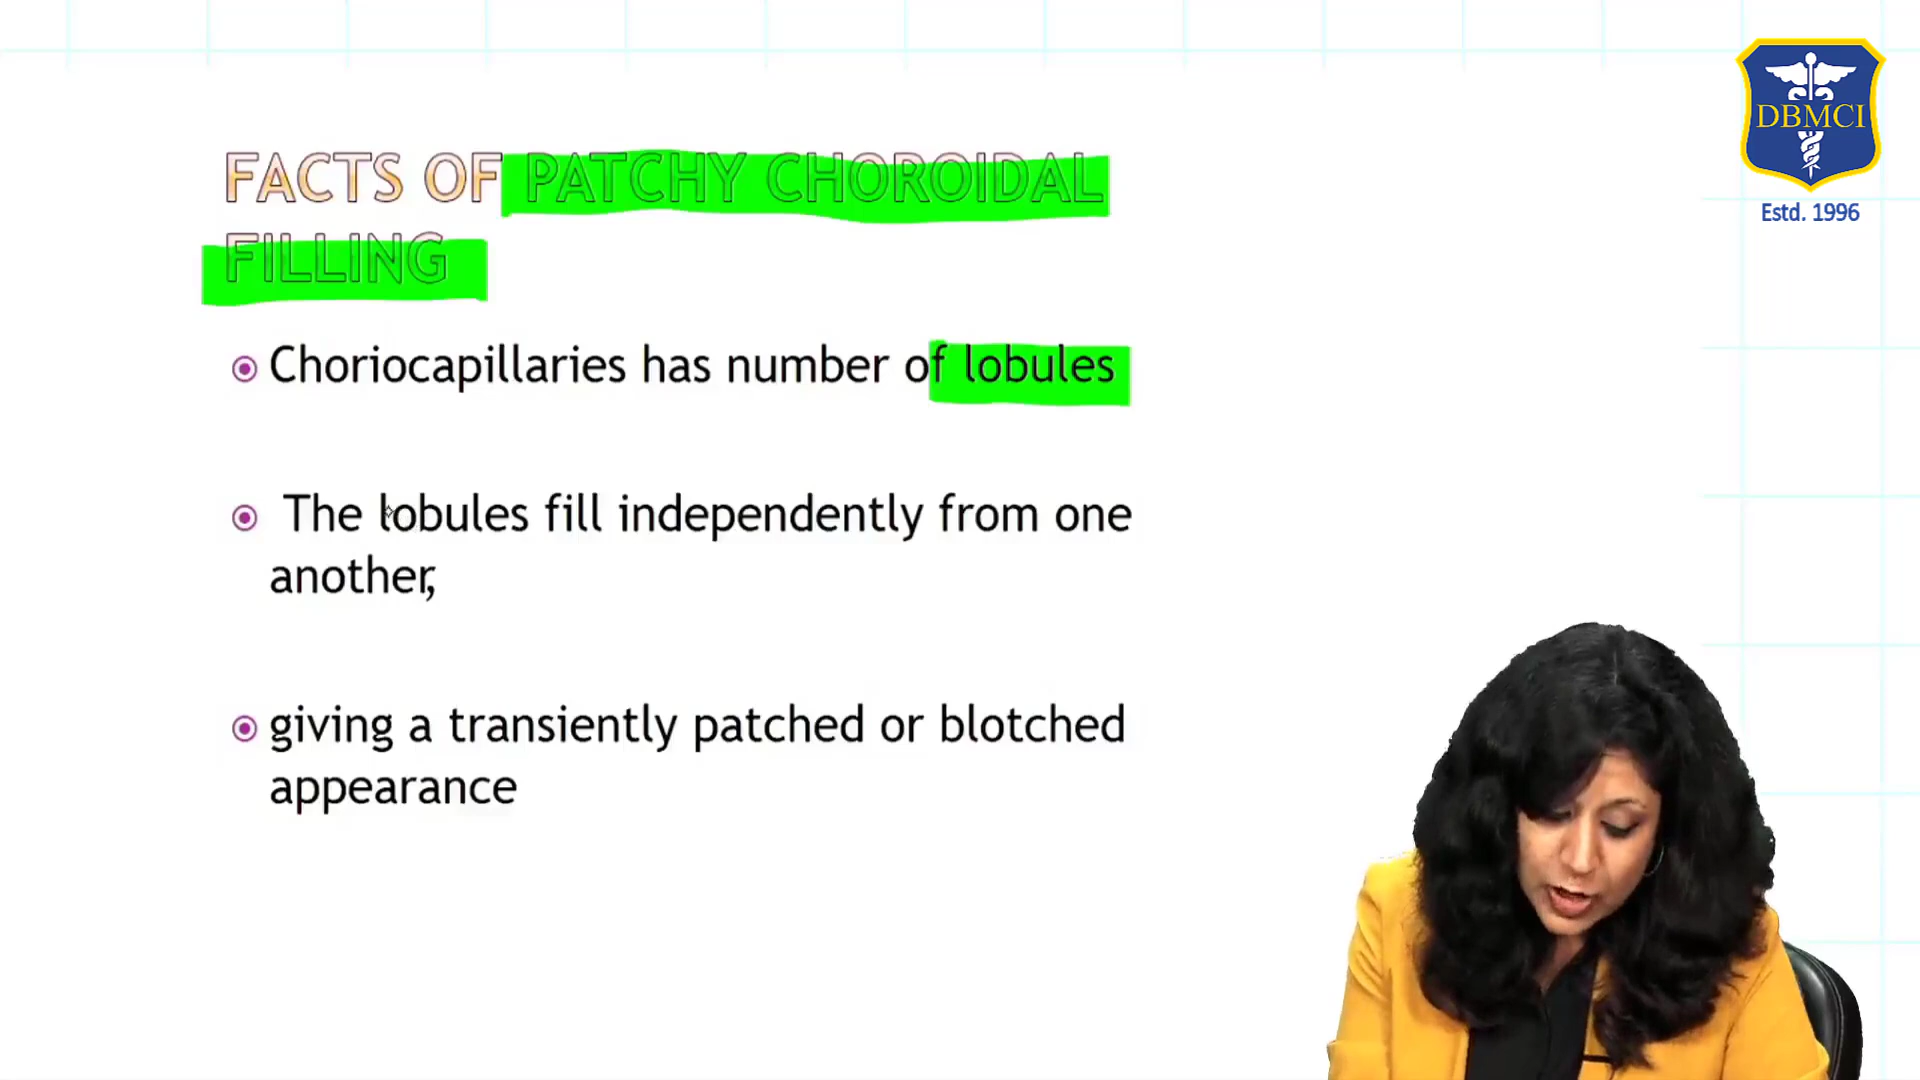 DBMCI
Estd. 1996
FACTS OF PATCHY CHOROIDAL
FILLING
Choriocapillaries has number of lobules
The lobules fill independently from one
another,
giving a transiently patched or blotched
appearance